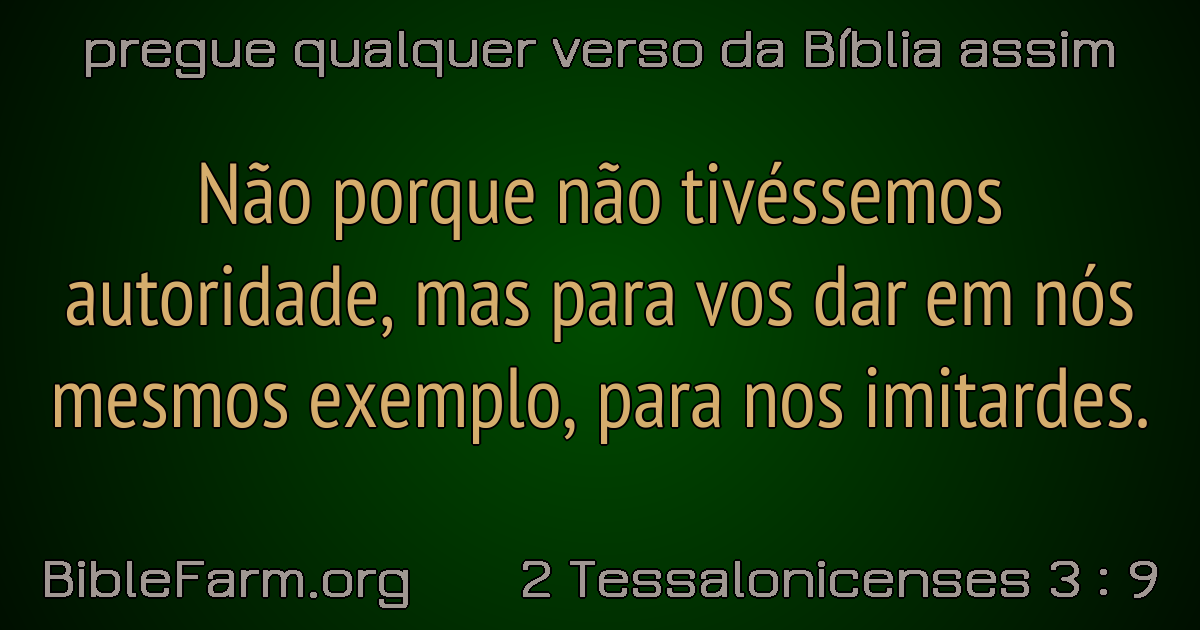 pregue qualquer verso da Bíblia assim
Não porque não tivéssemos
autoridade, mas para vos dar em nós
mesmos exemplo, para nos imitardes.
BibleFarm.org 2 Tessalonicenses 3 : 9